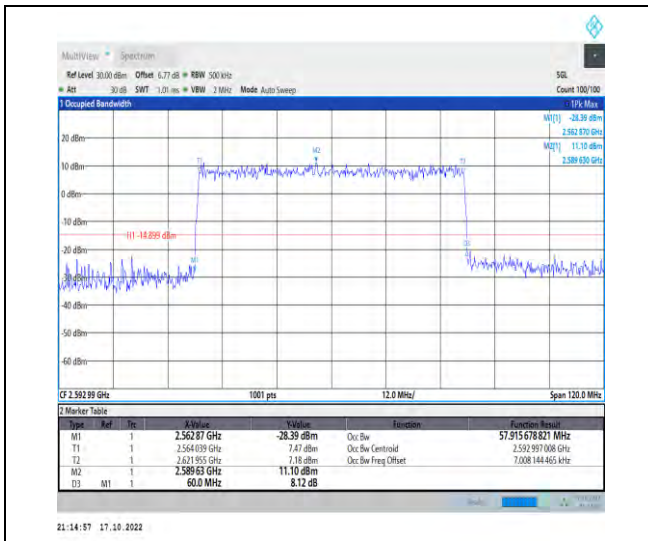 MultiView Spectrum
Ref Level 30.00 dBm Offset 6.77 dB RBW 500 kHz SGL
Att 30 dB SWT 1.01 ms VBW 2 MHz Mode Auto Sweep Count 100/100
1 Occupied Bandwidth 1Pk Max
M1[1] -28.39 dBm
2.562 870 GHz
M2[1] 11.10 dBm
2.589 630 GHz
20 dBm
M2
T1
T2
10 dBm
0 dBm
-10 dBm
H1 -14.899 dBm
-20 dBm
D3
M1
-30 dBm
-40 dBm
-50 dBm
-60 dBm
CF 2.592 99 GHz 1001 pts 12.0 MHz/ Span 120.0 MHz
2 Marker Table
Type Ref Trc X-Value Y-Value Function Function Result
M1 1 2.562 87 GHz -28.39 dBm Occ Bw 57.915 678 821 MHz
T1 1 2.564 039 GHz 7.47 dBm Occ Bw Centroid 2.592 997 008 GHz
T2 1 2.621 955 GHz 7.18 dBm Occ Bw Freq Offset 7.008 144 465 kHz
M2 1 2.589 63 GHz 11.10 dBm
D3 M1 1 60.0 MHz 8.12 dB
21:14:57 17.10.2022